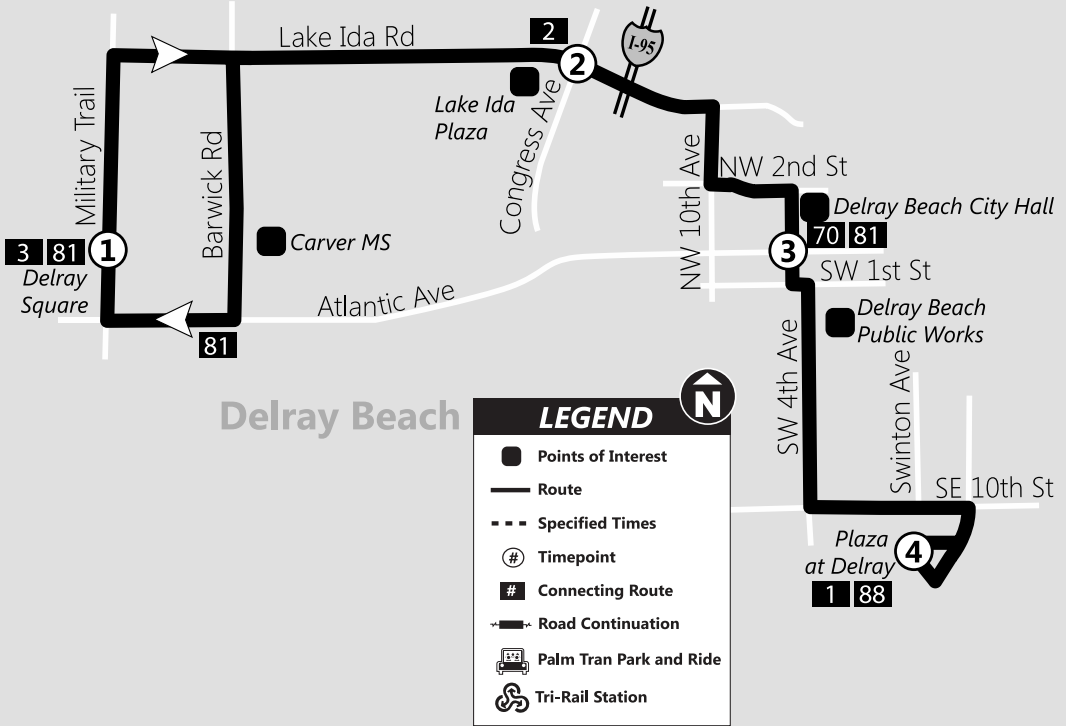 Lake Ida Rd
2
2
I-95
Lake Ida
Plaza
Congress Ave
Military Trail
Barwick Rd
NW 10th Ave
NW 2nd St
Delray Beach City Hall
70 81
3
3 81
1
Delray
Square
Carver MS
SW 1st St
Atlantic Ave
Delray Beach
Public Works
81
SW 4th Ave
Swinton Ave
Delray Beach
SE 10th St
Plaza
at Delray
4
1 88
N
LEGEND
Points of Interest
Route
Specified Times
# Timepoint
# Connecting Route
Road Continuation
Palm Tran Park and Ride
Tri-Rail Station